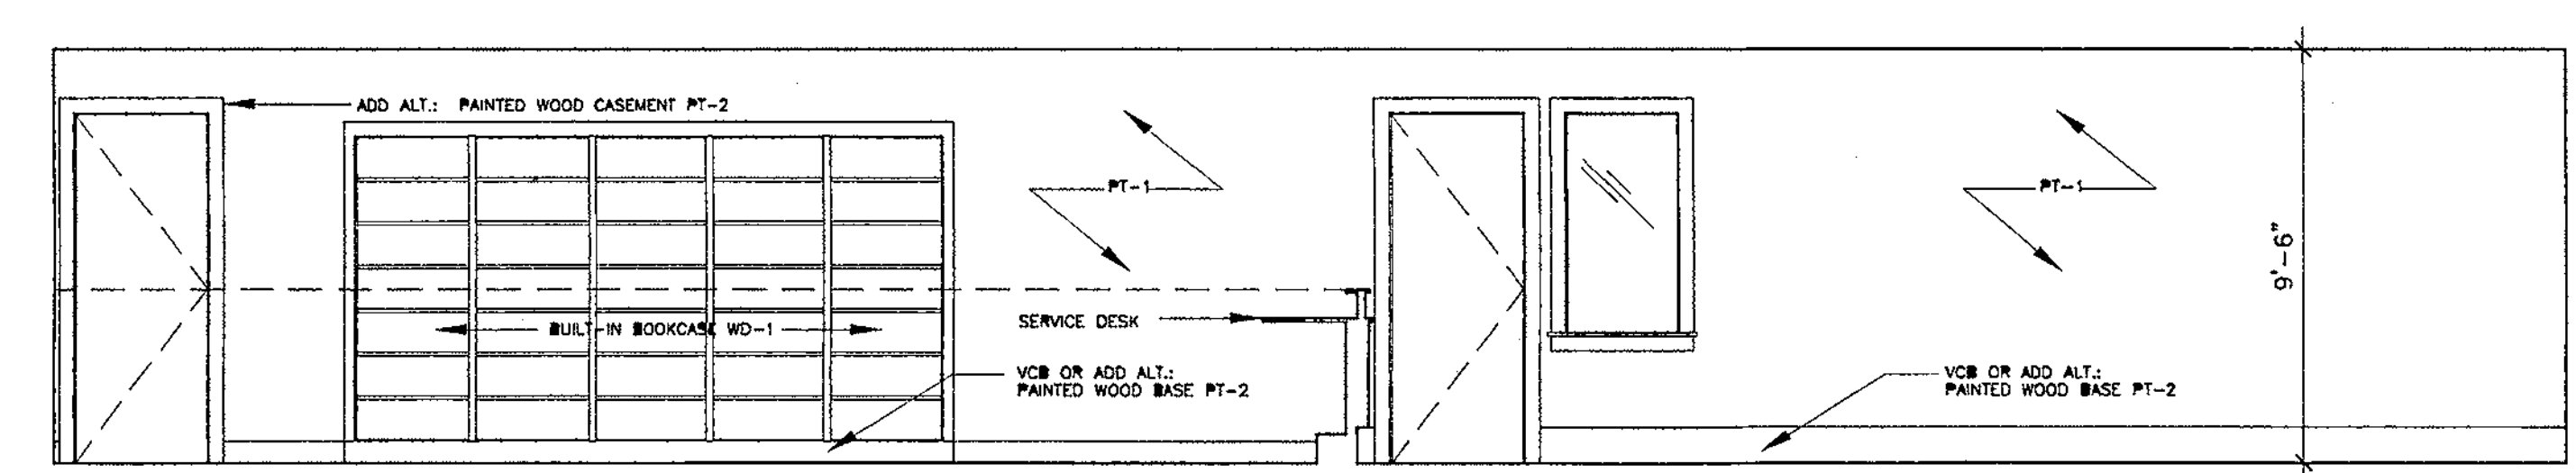 ADD ALT.: PAINTED WOOD CASEMENT PT-2
PT-1
PT-1
9'-6"
BUILT-IN BOOKCASE WD-1
SERVICE DESK
VCB OR ADD ALT.:
PAINTED WOOD BASE PT-2
VCB OR ADD ALT.:
PAINTED WOOD BASE PT-2